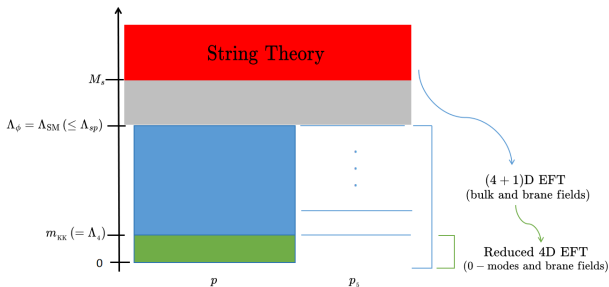 String Theory
M_s
Λ_ϕ = Λ_SM (≤ Λ_sp)
(4 + 1)D EFT
(bulk and brane fields)
m_KK (= Λ_4)
Reduced 4D EFT
(0 − modes and brane fields)
0
p
p_5